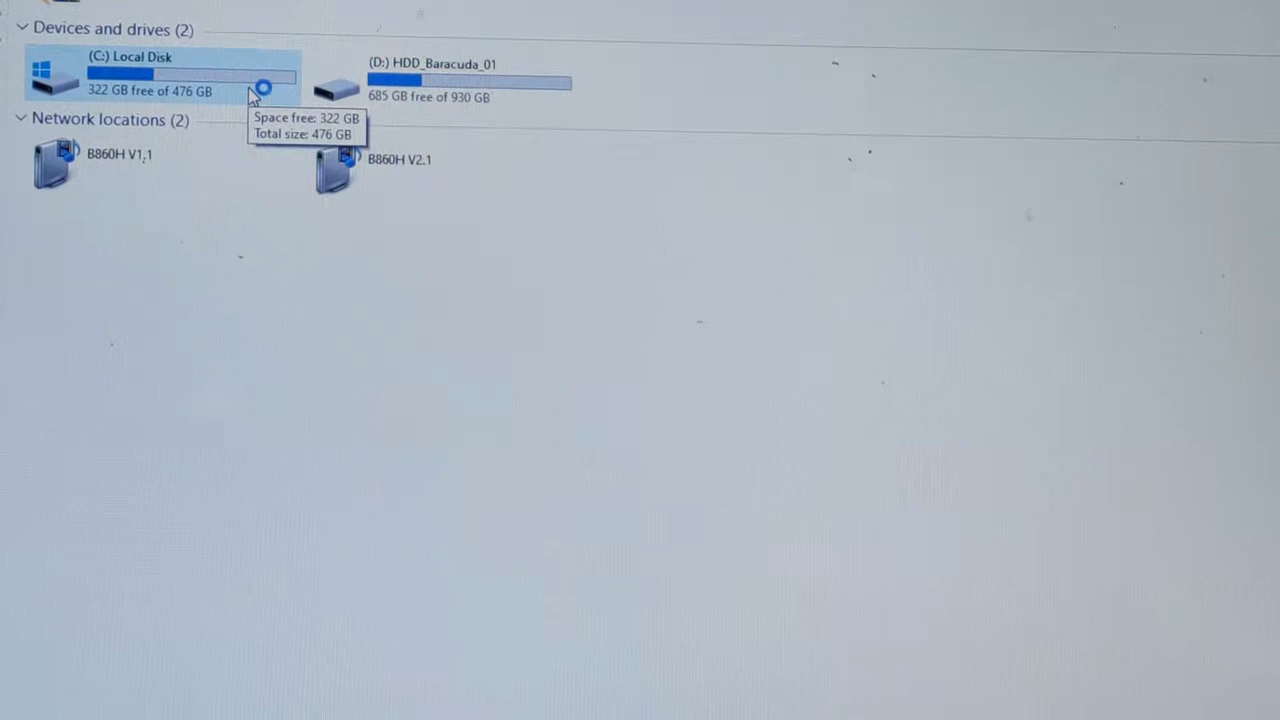 Devices and drives (2)
(C:) Local Disk
322 GB free of 476 GB
(D:) HDD_Baracuda_01
685 GB free of 930 GB
Space free: 322 GB
Total size: 476 GB
Network locations (2)
B860H V1.1
B860H V2.1